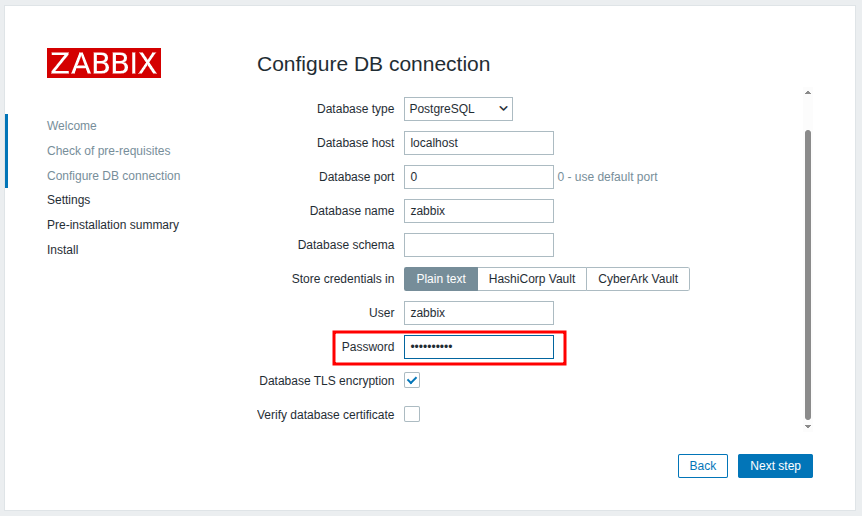 ZABBIX
Welcome
Check of pre-requisites
Configure DB connection
Settings
Pre-installation summary
Install
Configure DB connection
Database type PostgreSQL
Database host localhost
Database port 0 0 - use default port
Database name zabbix
Database schema
Store credentials in Plain text HashiCorp Vault CyberArk Vault
User zabbix
Password ••••••••••
Database TLS encryption
Verify database certificate
Back Next step